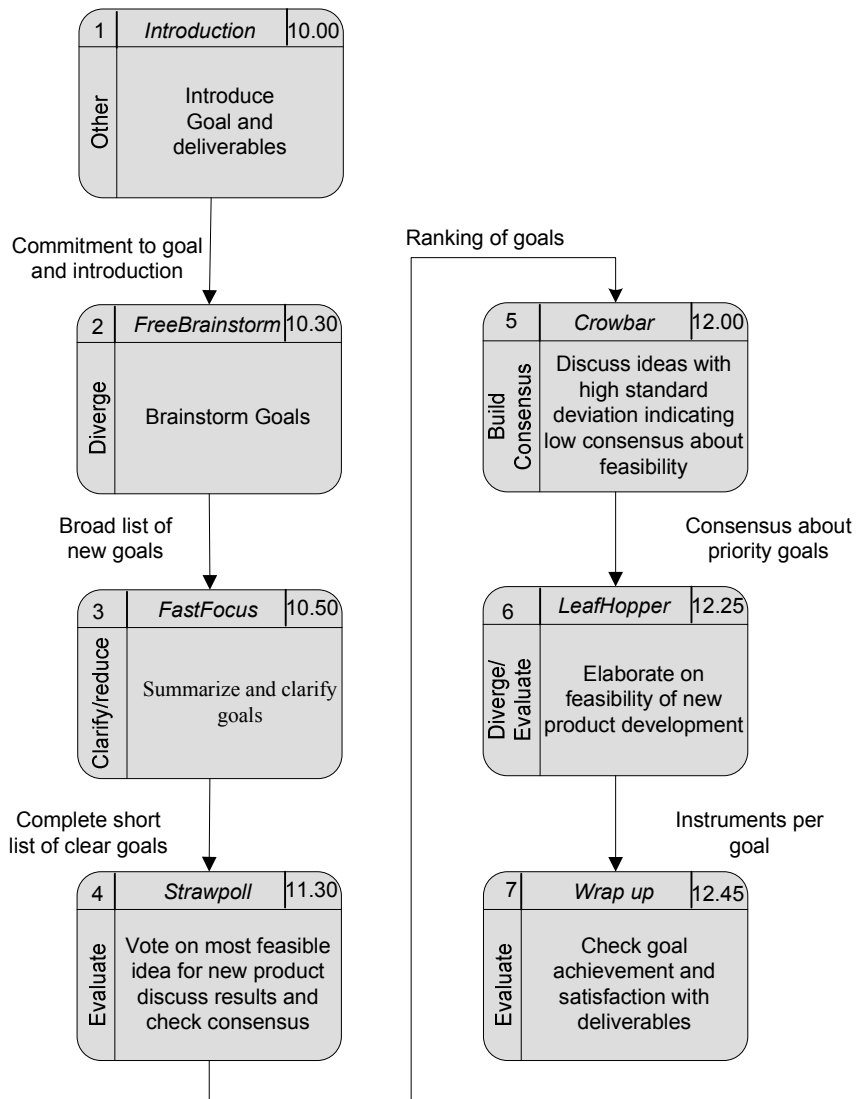 1 Introduction 10.00
Other
Introduce
Goal and
deliverables
Commitment to goal
and introduction
2 FreeBrainstorm 10.30
Diverge
Brainstorm Goals
Broad list of
new goals
3 FastFocus 10.50
Clarify/reduce
Summarize and clarify
goals
Complete short
list of clear goals
4 Strawpoll 11.30
Evaluate
Vote on most feasible
idea for new product
discuss results and
check consensus
Ranking of goals
5 Crowbar 12.00
Build
Consensus
Discuss ideas with
high standard
deviation indicating
low consensus about
feasibility
Consensus about
priority goals
6 LeafHopper 12.25
Diverge/
Evaluate
Elaborate on
feasibility of new
product development
Instruments per
goal
7 Wrap up 12.45
Evaluate
Check goal
achievement and
satisfaction with
deliverables